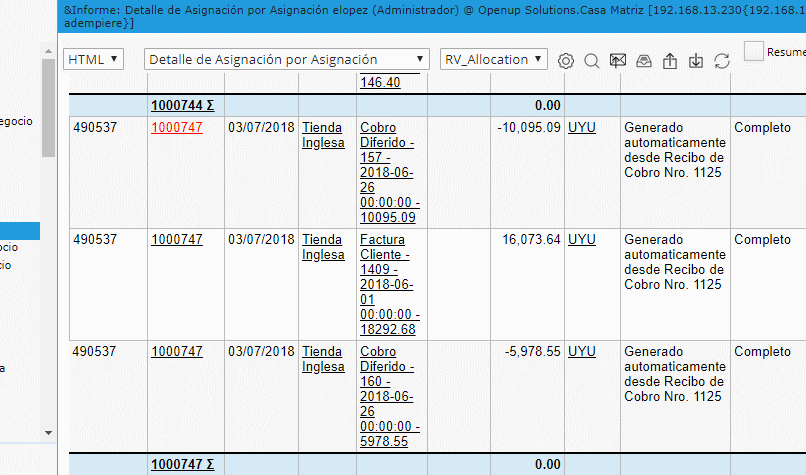 &Informe: Detalle de Asignación por Asignación elopez (Administrador) @ Openup Solutions.Casa Matriz [192.168.13.230{192.168.1
adempiere}]
HTML ▼ Detalle de Asignación por Asignación ▼ RV_Allocation ▼ Resume
146.40
1000744 Σ 0.00
egocio
490537 1000747 03/07/2018 Tienda Cobro -10,095.09 UYU Generado Completo
Inglesa Diferido - automaticamente
157 - desde Recibo de
2018-06- Cobro Nro. 1125
26
00:00:00 -
10095.09
490537 1000747 03/07/2018 Tienda Factura 16,073.64 UYU Generado Completo
ocio Inglesa Cliente - automaticamente
cio 1409 - desde Recibo de
2018-06- Cobro Nro. 1125
01
00:00:00 -
18292.68
490537 1000747 03/07/2018 Tienda Cobro -5,978.55 UYU Generado Completo
a Inglesa Diferido - automaticamente
160 - desde Recibo de
2018-06- Cobro Nro. 1125
26
00:00:00 -
5978.55
1000747 Σ 0.00